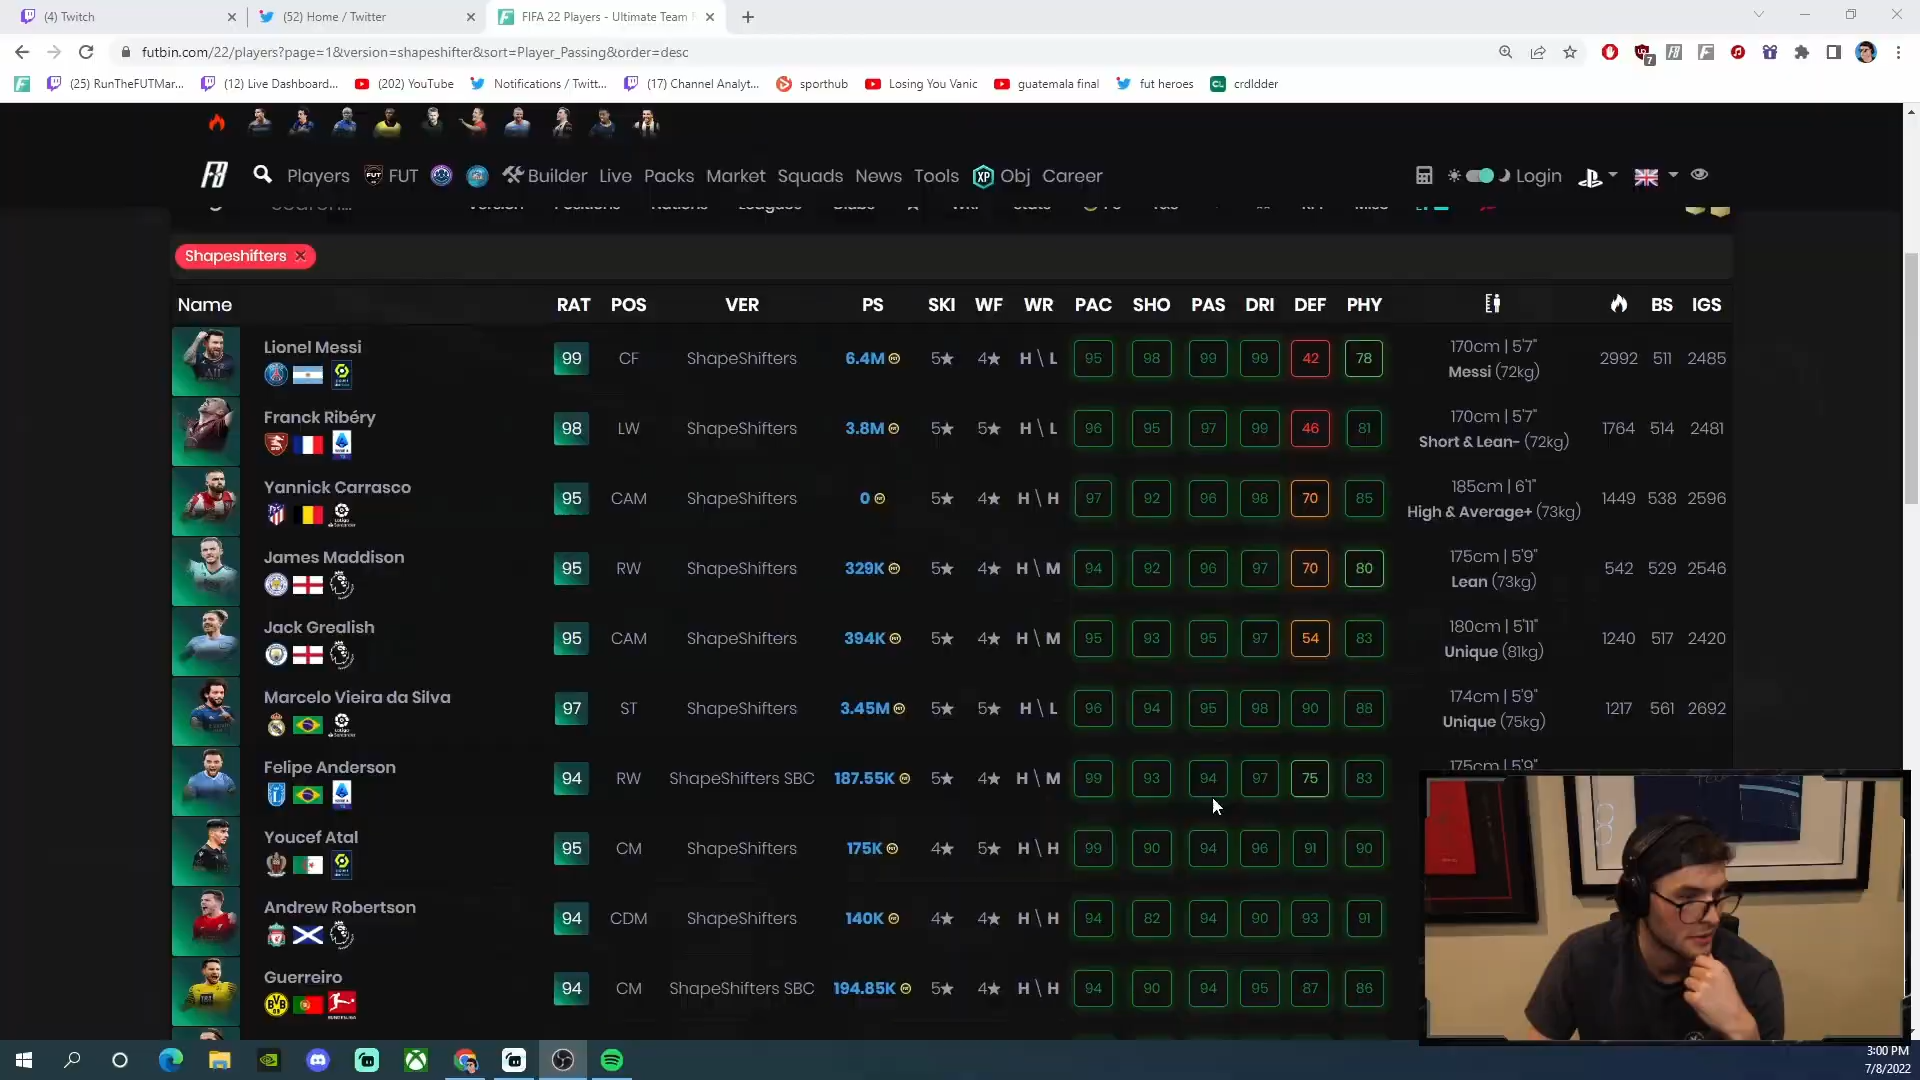 (4) Twitch
(52) Home / Twitter
FIFA 22 Players - Ultimate Team F
futbin.com/22/players?page=1&version=shapeshifter&sort=Player_Passing&order=desc
7
(25) RunTheFUTMar...
(12) Live Dashboard...
(202) YouTube
Notifications / Twitt...
(17) Channel Analyt...
sporthub
Losing You Vanic
guatemala final
fut heroes
crdldder
Players FUT Builder Live Packs Market Squads News Tools XP Obj Career Login
Shapeshifters
Name RAT POS VER PS SKI WF WR PAC SHO PAS DRI DEF PHY BS IGS
Lionel Messi 99 CF ShapeShifters 6.4M 5★ 4★ H \ L 95 98 99 99 42 78 170cm | 5'7" Messi (72kg) 2992 511 2485
Franck Ribéry 98 LW ShapeShifters 3.8M 5★ 5★ H \ L 96 95 97 99 46 81 170cm | 5'7" Short & Lean- (72kg) 1764 514 2481
Yannick Carrasco 95 CAM ShapeShifters 0 5★ 4★ H \ H 97 92 96 98 70 85 185cm | 6'1" High & Average+ (73kg) 1449 538 2596
James Maddison 95 RW ShapeShifters 329K 5★ 4★ H \ M 94 92 96 97 70 80 175cm | 5'9" Lean (73kg) 542 529 2546
Jack Grealish 95 CAM ShapeShifters 394K 5★ 4★ H \ M 95 93 95 97 54 83 180cm | 5'11" Unique (81kg) 1240 517 2420
Marcelo Vieira da Silva 97 ST ShapeShifters 3.45M 5★ 5★ H \ L 96 94 95 98 90 88 174cm | 5'9" Unique (75kg) 1217 561 2692
Felipe Anderson 94 RW ShapeShifters SBC 187.55K 5★ 4★ H \ M 99 93 94 97 75 83 175cm | 5'9"
Youcef Atal 95 CM ShapeShifters 175K 4★ 5★ H \ H 99 90 94 96 91 90
Andrew Robertson 94 CDM ShapeShifters 140K 4★ 4★ H \ H 94 82 94 90 93 91
Guerreiro 94 CM ShapeShifters SBC 194.85K 5★ 4★ H \ H 94 90 94 95 87 86
3:00 PM
7/8/2022